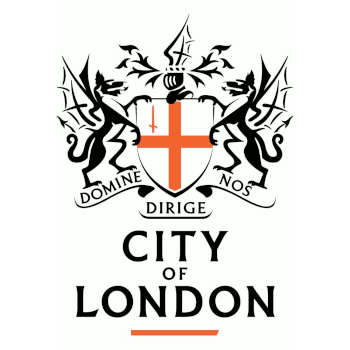 DOMINE DIRIGE NOS
CITY
OF
LONDON